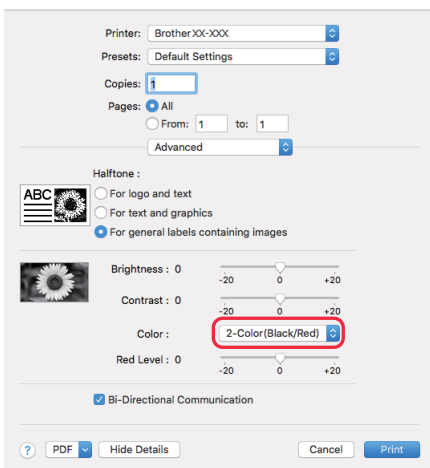 Printer: Brother XX-XXX
Presets: Default Settings
Copies: 1
Pages: All
From: 1 to: 1
Advanced
Halftone :
ABC
For logo and text
For text and graphics
For general labels containing images
Brightness : 0
-20 0 +20
Contrast : 0
-20 0 +20
Color : 2-Color(Black/Red)
Red Level : 0
-20 0 +20
Bi-Directional Communication
? PDF Hide Details Cancel Print